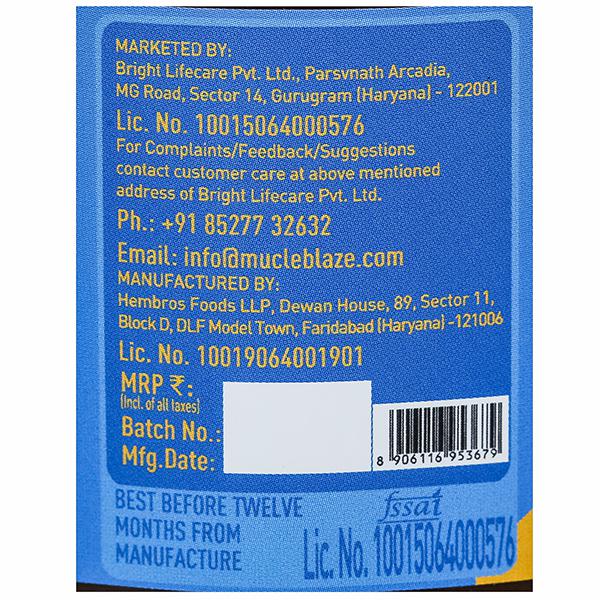 MARKETED BY:
Bright Lifecare Pvt. Ltd., Parsvnath Arcadia,
MG Road, Sector 14, Gurugram (Haryana) - 122001
Lic. No. 10015064000576
For Complaints/Feedback/Suggestions
contact customer care at above mentioned
address of Bright Lifecare Pvt. Ltd.
Ph.: +91 85277 32632
Email: info@mucleblaze.com
MANUFACTURED BY:
Hembros Foods LLP, Dewan House, 89, Sector 11,
Block D, DLF Model Town, Faridabad (Haryana) -121006
Lic. No. 10019064001901
MRP ₹:
(Incl. of all taxes)
Batch No.:
Mfg.Date:
8 906116 953679
BEST BEFORE TWELVE
MONTHS FROM
MANUFACTURE
fssai
Lic. No. 10015064000576